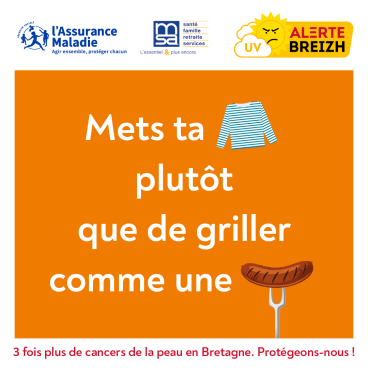 l'Assurance
Maladie
Agir ensemble, protéger chacun
msa
santé
famille
retraite
services
L'essentiel & plus encore
UV
ALERTE
BREIZH
Mets ta
plutôt
que de griller
comme une
3 fois plus de cancers de la peau en Bretagne. Protégeons-nous !